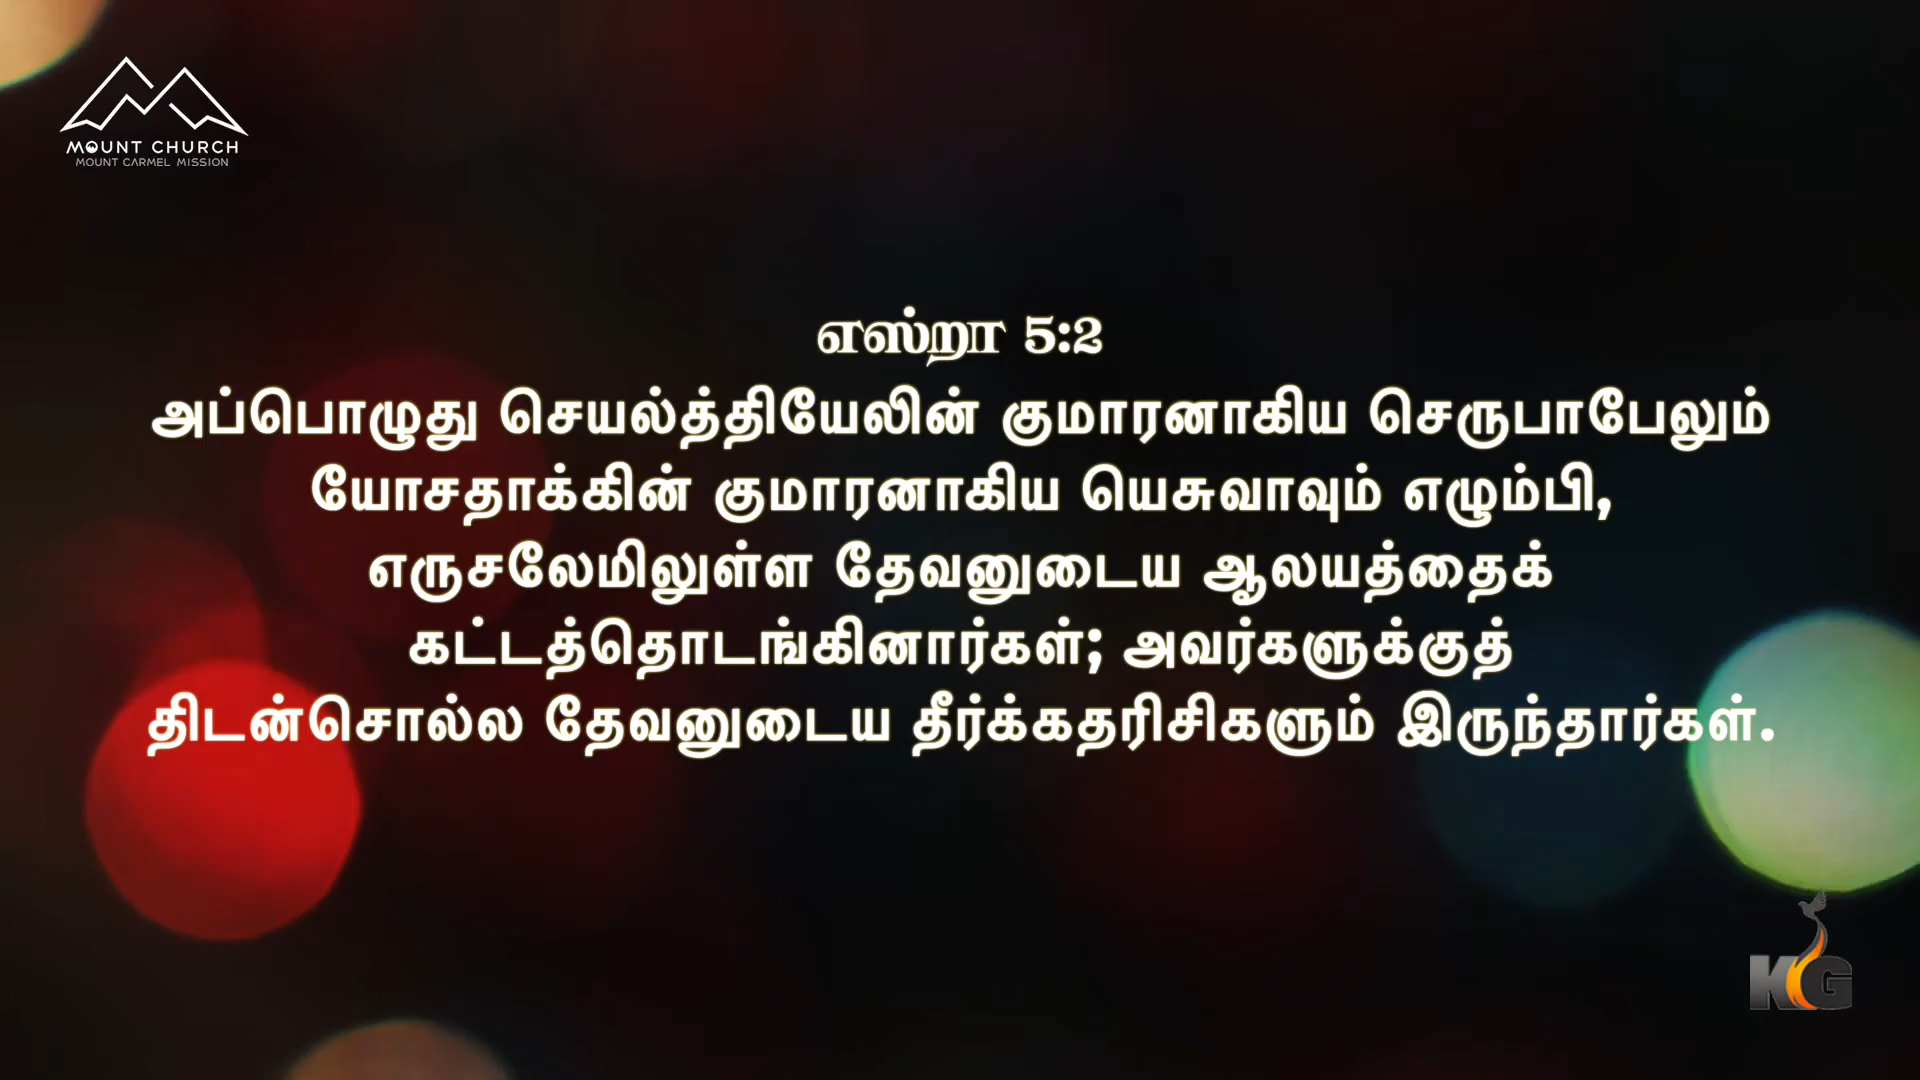 MOUNT CHURCH
MOUNT CARMEL MISSION
எஸ்றா 5:2
அப்பொழுது செயல்த்தியேலின் குமாரனாகிய செருபாபேலும்
யோசதாக்கின் குமாரனாகிய யெசுவாவும் எழும்பி,
எருசலேமிலுள்ள தேவனுடைய ஆலயத்தைக்
கட்டத்தொடங்கினார்கள்; அவர்களுக்குத்
திடன்சொல்ல தேவனுடைய தீர்க்கதரிசிகளும் இருந்தார்கள்.
KG